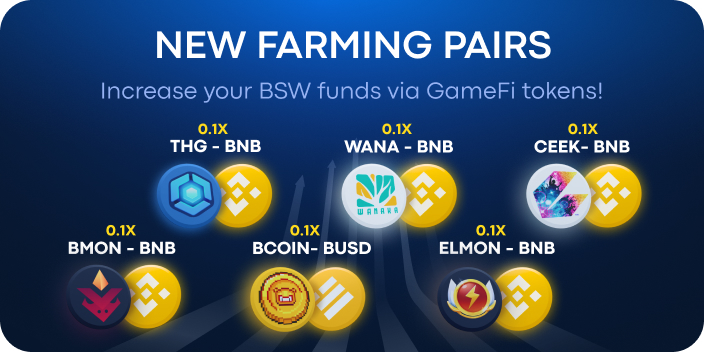 NEW FARMING PAIRS
Increase your BSW funds via GameFi tokens!
0.1X
THG - BNB
0.1X
WANA - BNB
0.1X
CEEK- BNB
WANAKA
0.1X
BMON - BNB
0.1X
BCOIN- BUSD
0.1X
ELMON - BNB